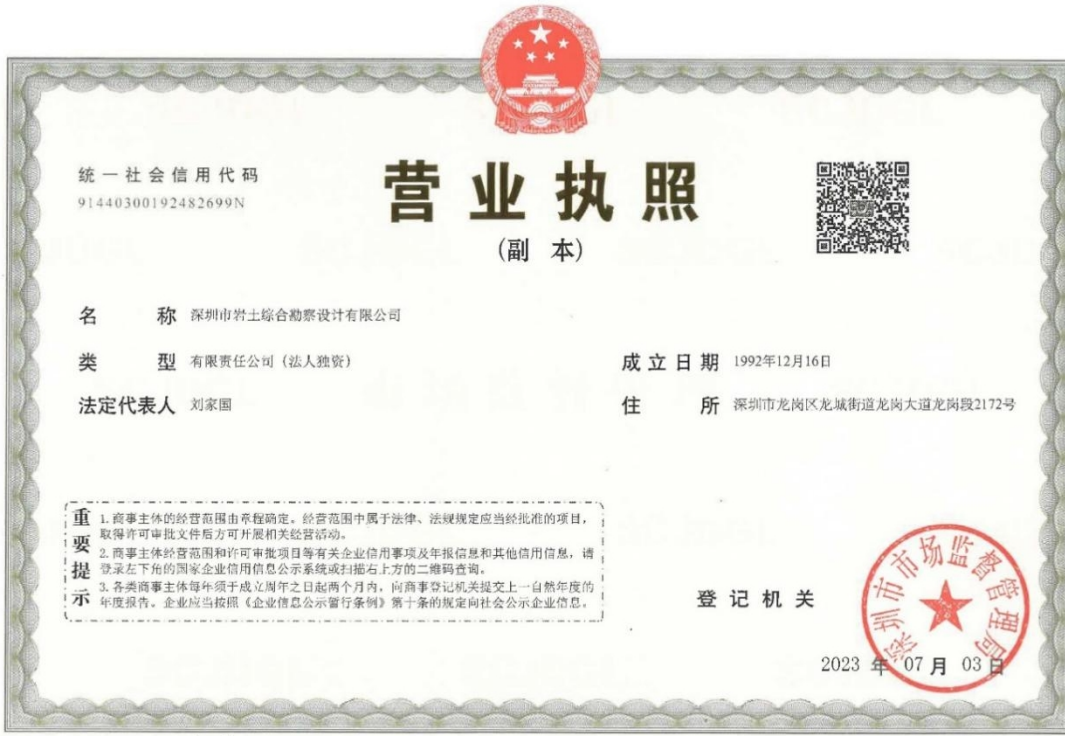 统一社会信用代码
91440300192482699N
营业执照
(副 本)
名 称 深圳市岩土综合勘察设计有限公司
类 型 有限责任公司（法人独资）
成立日期 1992年12月16日
法定代表人 刘家国
住 所 深圳市龙岗区龙城街道龙岗大道龙岗段2172号
重要提示
1.商事主体的经营范围由章程确定。经营范围中属于法律、法规规定应当经批准的项目，
取得许可审批文件后方可开展相关经营活动。
2.商事主体经营范围和许可审批项目等有关企业信用事项及年报信息和其他信用信息，请
登录左下角的国家企业信用信息公示系统或扫描右上方的二维码查询。
3.各类商事主体每年须于成立周年之日起两个月内，向商事登记机关提交上一自然年度的
年度报告。企业应当按照《企业信息公示暂行条例》第十条的规定向社会公示企业信息。
登记机关
深圳市市场监督管理局
2023 年 07 月 03 日